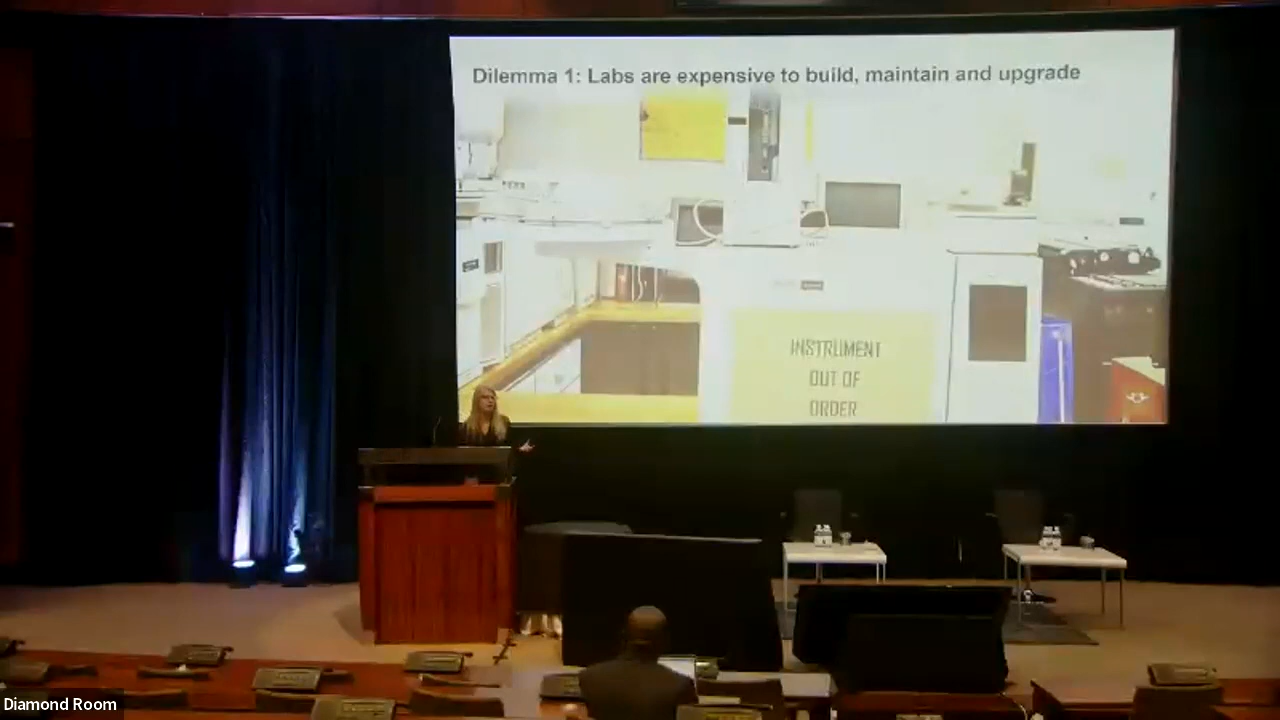 Dilemma 1: Labs are expensive to build, maintain and upgrade
INSTRUMENT
OUT OF
ORDER
Diamond Room